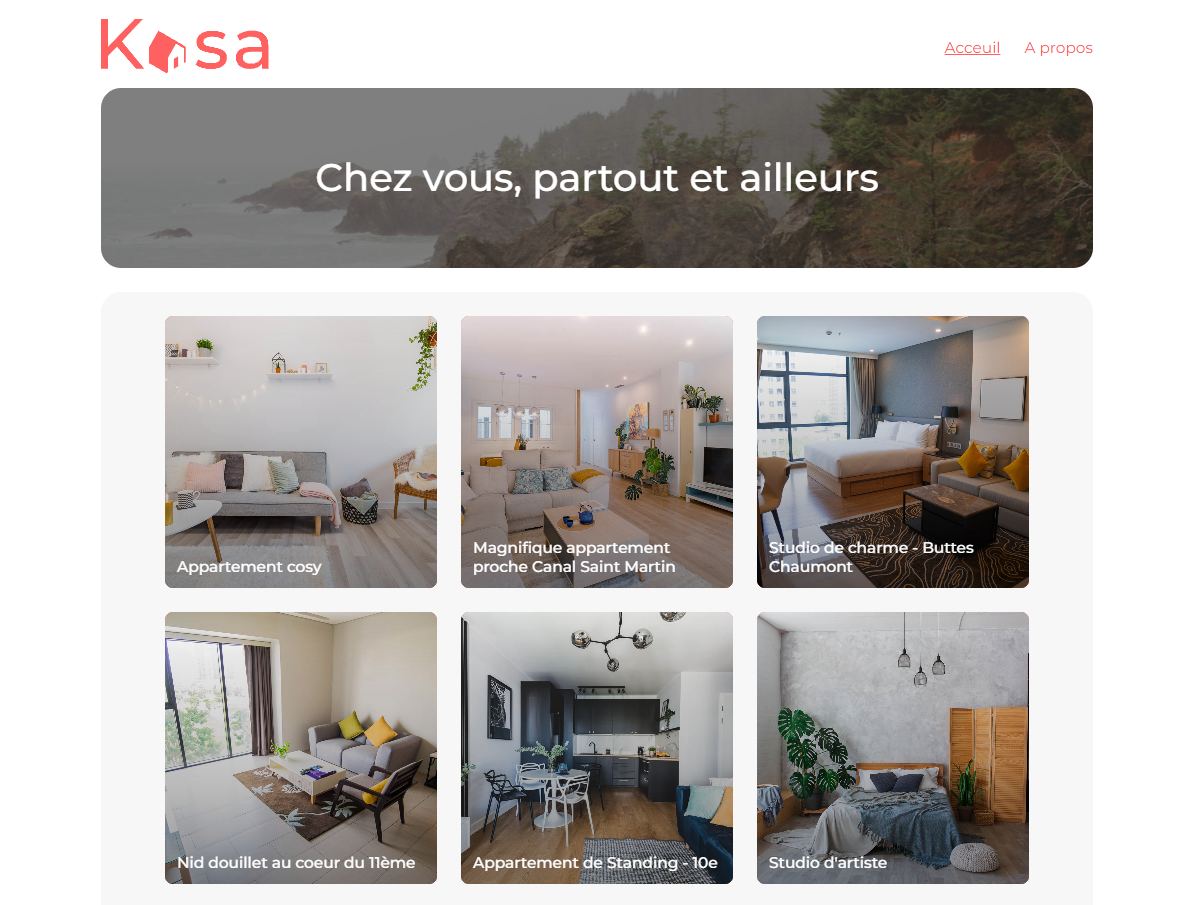 Kasa
Acceuil A propos
Chez vous, partout et ailleurs
Appartement cosy
Magnifique appartement
proche Canal Saint Martin
Studio de charme - Buttes
Chaumont
Nid douillet au coeur du 11ème
Appartement de Standing - 10e
Studio d'artiste